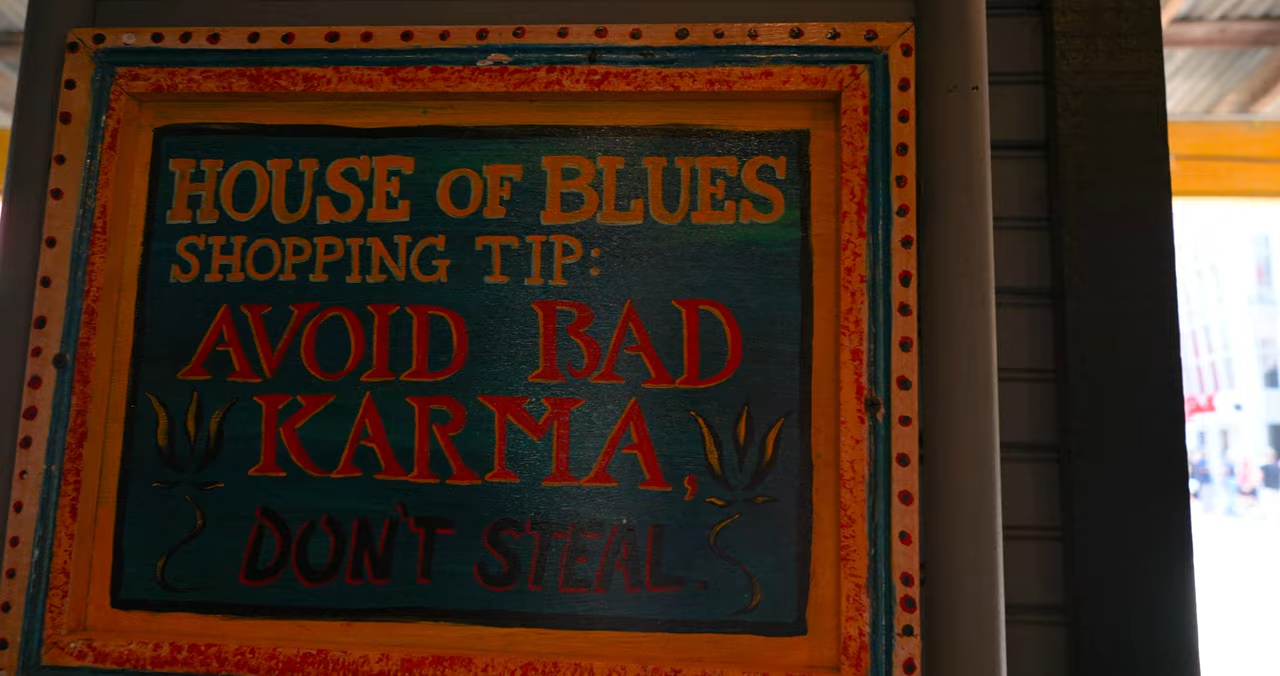 HOUSE OF BLUES
SHOPPING TIP:
AVOID BAD
KARMA,
DON'T STEAL.